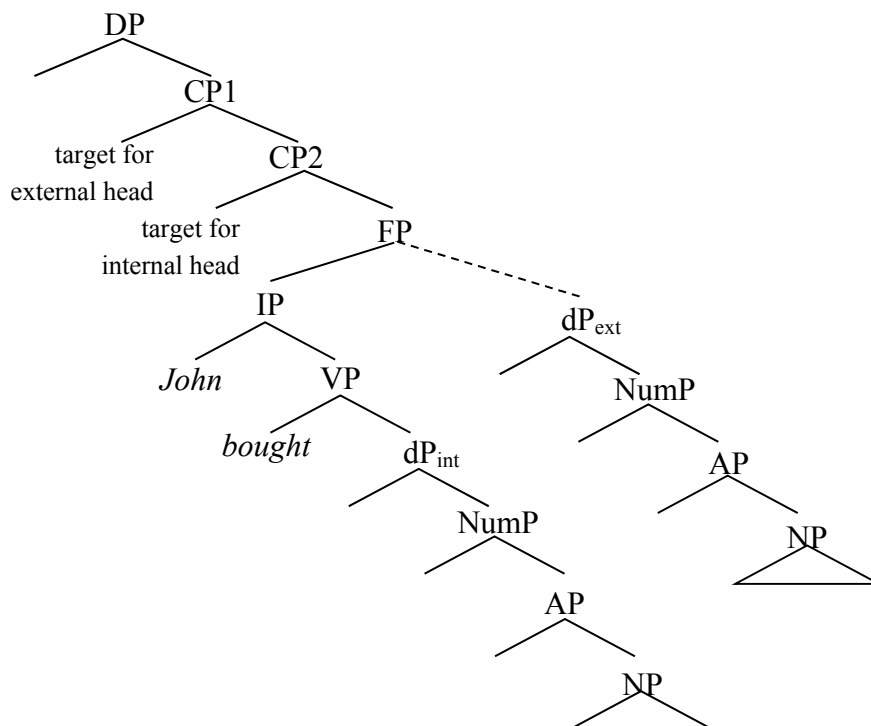 DP
CP1
target for
external head
CP2
target for
internal head
FP
IP
dPext
John
VP
NumP
bought
dPint
AP
NumP
NP
AP
NP